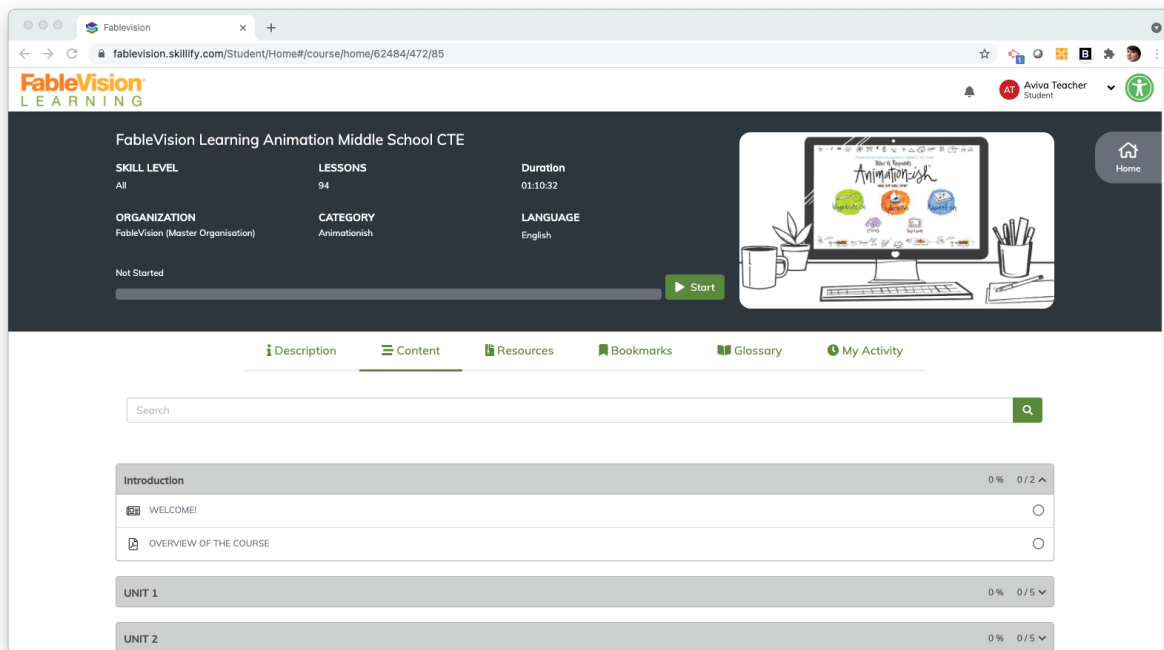 Fablevision
fablevision.skillify.com/Student/Home#/course/home/62484/472/85
1
B
FableVision
LEARNING
AT
Aviva Teacher
Student
Home
FableVision Learning Animation Middle School CTE
SKILL LEVEL
LESSONS
Duration
All
94
01:10:32
ORGANIZATION
CATEGORY
LANGUAGE
FableVision (Master Organisation)
Animationish
English
Not Started
Start
Animation-ish
Description
Content
Resources
Bookmarks
Glossary
My Activity
Search
Introduction
0 %
0 / 2
WELCOME!
OVERVIEW OF THE COURSE
UNIT 1
0 %
0 / 5
UNIT 2
0 %
0 / 5